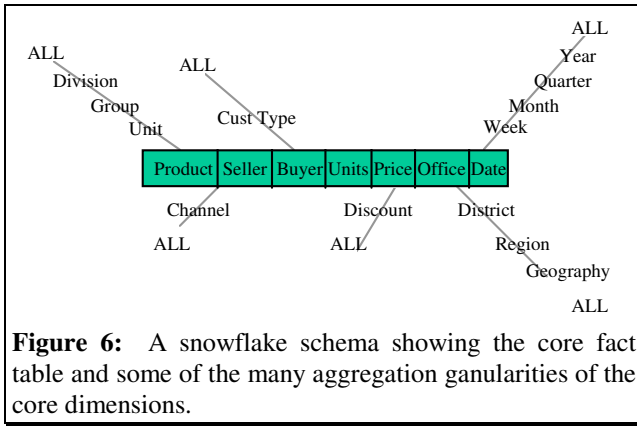 ALL
Year
Quarter
Month
Week
ALL
Division
Group
Unit
ALL
Cust Type
Product Seller Buyer Units Price Office Date
Channel
ALL
Discount
ALL
District
Region
Geography
ALL
Figure 6: A snowflake schema showing the core fact
table and some of the many aggregation ganularities of the
core dimensions.